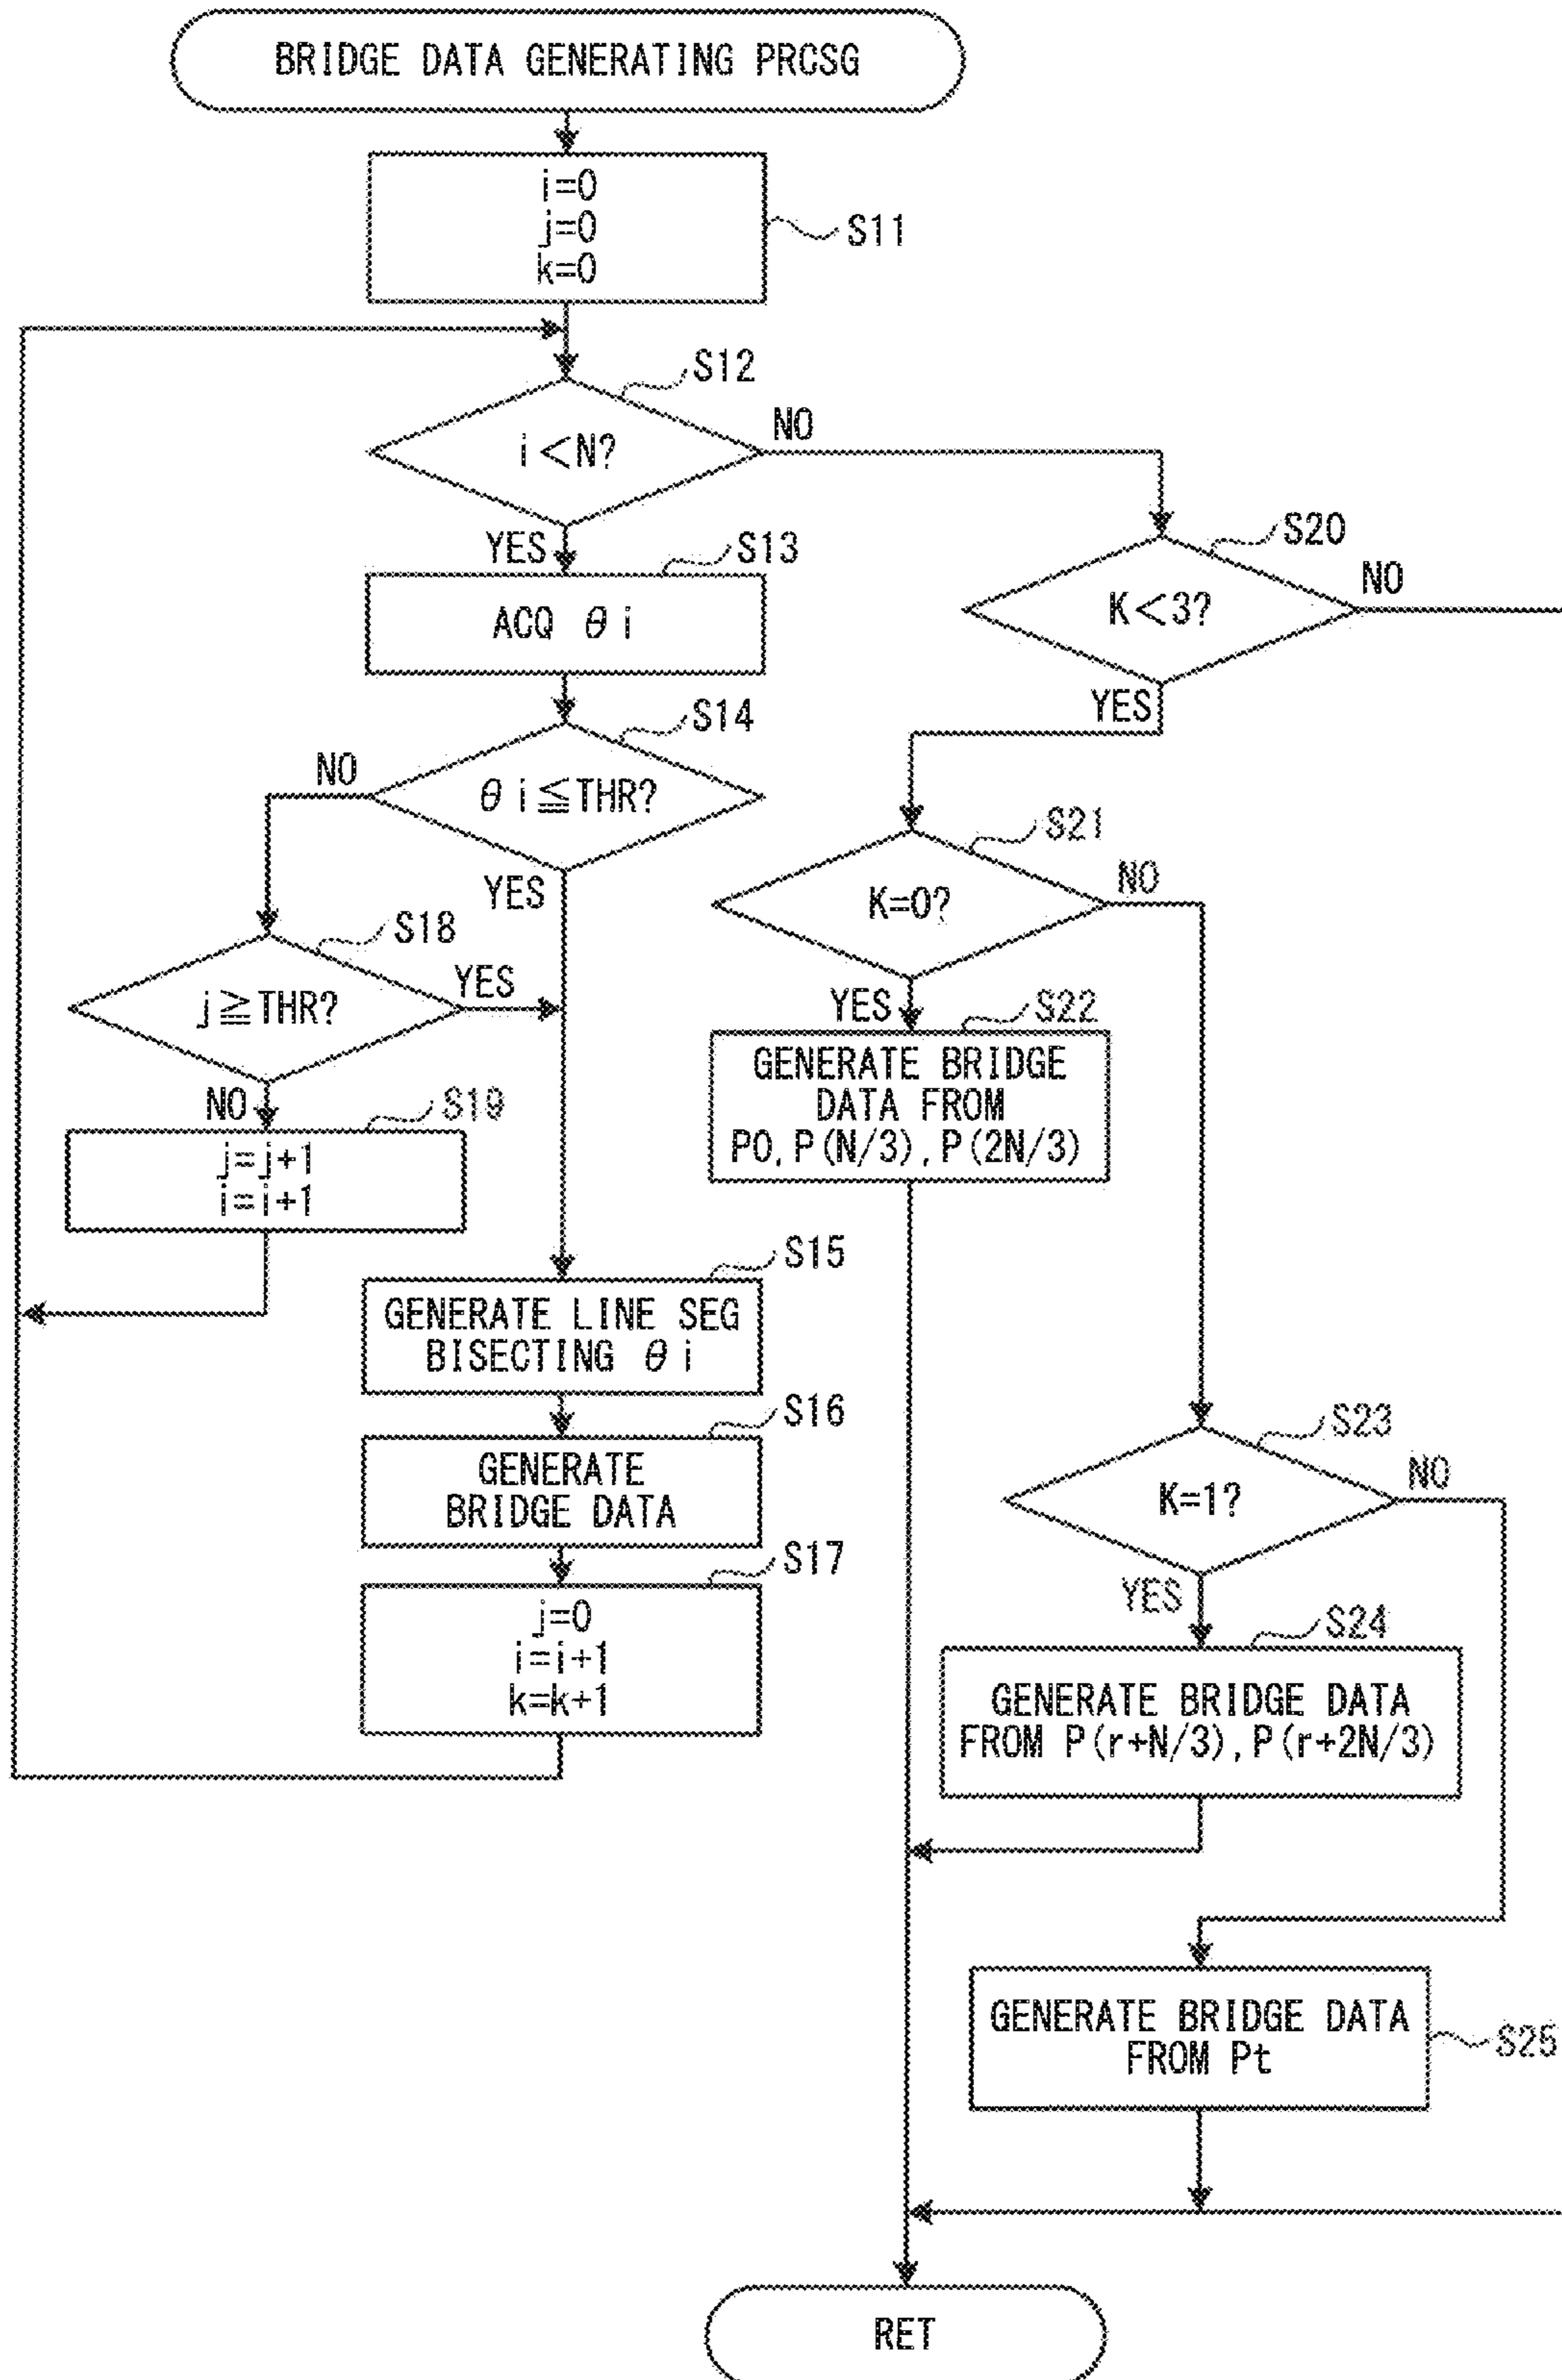 BRIDGE DATA GENERATING PRCSG
i=0
j=0
k=0
S11
S12
i<N?
NO
YES
S13
ACQ θi
S14
θi≦THR?
NO
YES
S18
j≧THR?
YES
NO
S19
j=j+1
i=i+1
S15
GENERATE LINE SEG
BISECTING θi
S16
GENERATE
BRIDGE DATA
S17
j=0
i=i+1
k=k+1
S20
K<3?
NO
YES
S21
K=0?
NO
YES
S22
GENERATE BRIDGE
DATA FROM
P0, P(N/3), P(2N/3)
S23
K=1?
NO
YES
S24
GENERATE BRIDGE DATA
FROM P(r+N/3), P(r+2N/3)
GENERATE BRIDGE DATA
FROM Pt
S25
RET